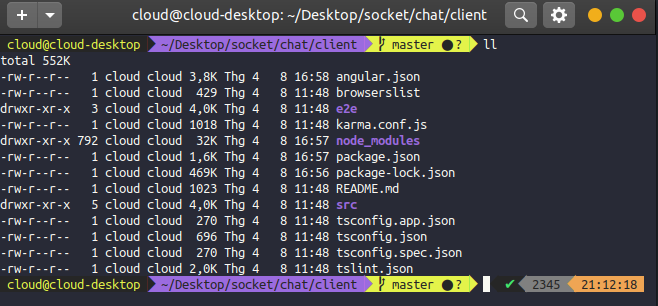 cloud@cloud-desktop: ~/Desktop/socket/chat/client
cloud@cloud-desktop ~/Desktop/socket/chat/client master ●? ll
total 552K
-rw-r--r-- 1 cloud cloud 3,8K Thg 4 8 16:58 angular.json
-rw-r--r-- 1 cloud cloud 429 Thg 4 8 11:48 browserslist
drwxr-xr-x 3 cloud cloud 4,0K Thg 4 8 11:48 e2e
-rw-r--r-- 1 cloud cloud 1018 Thg 4 8 11:48 karma.conf.js
drwxr-xr-x 792 cloud cloud 32K Thg 4 8 16:57 node_modules
-rw-r--r-- 1 cloud cloud 1,6K Thg 4 8 16:57 package.json
-rw-r--r-- 1 cloud cloud 469K Thg 4 8 16:56 package-lock.json
-rw-r--r-- 1 cloud cloud 1023 Thg 4 8 11:48 README.md
drwxr-xr-x 5 cloud cloud 4,0K Thg 4 8 11:48 src
-rw-r--r-- 1 cloud cloud 270 Thg 4 8 11:48 tsconfig.app.json
-rw-r--r-- 1 cloud cloud 696 Thg 4 8 11:48 tsconfig.json
-rw-r--r-- 1 cloud cloud 270 Thg 4 8 11:48 tsconfig.spec.json
-rw-r--r-- 1 cloud cloud 2,0K Thg 4 8 11:48 tslint.json
cloud@cloud-desktop ~/Desktop/socket/chat/client master ●? ✔ 2345 21:12:18